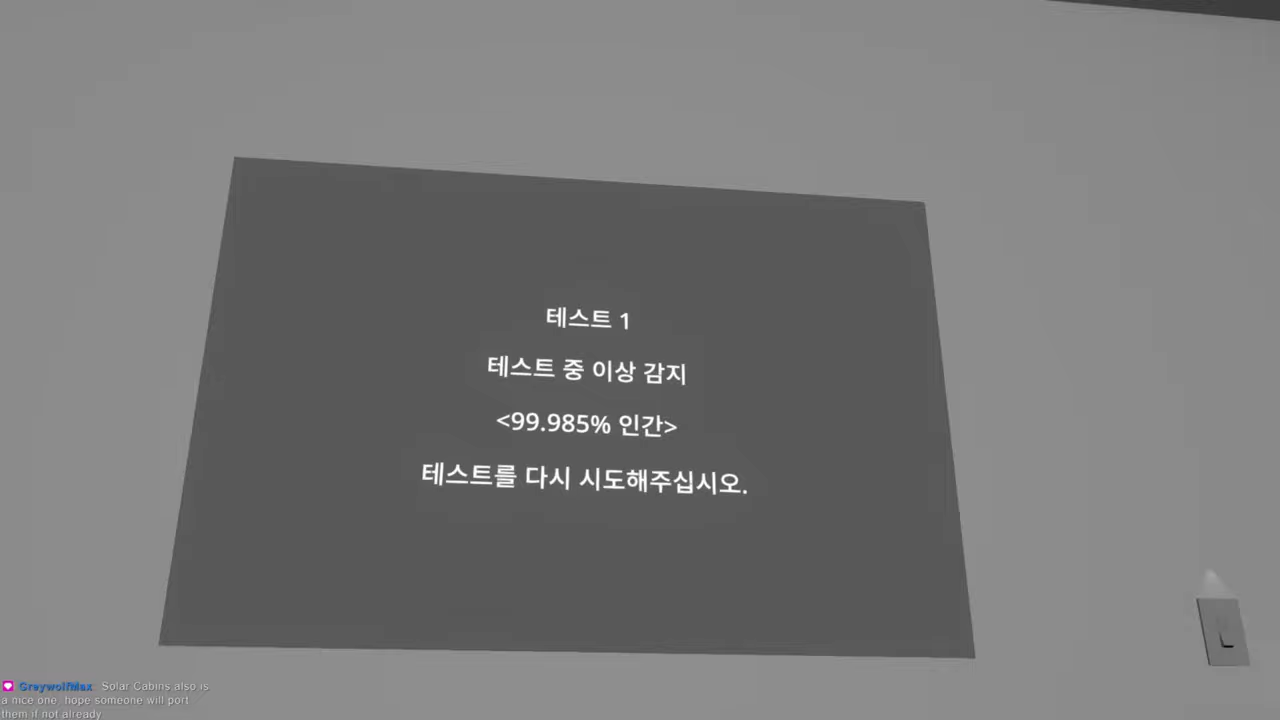 테스트 1
테스트 중 이상 감지
<99.985% 인간>
테스트를 다시 시도해주십시오.
GreywolfMax Solar Cabins also is
a nice one, hope someone will port
them if not already